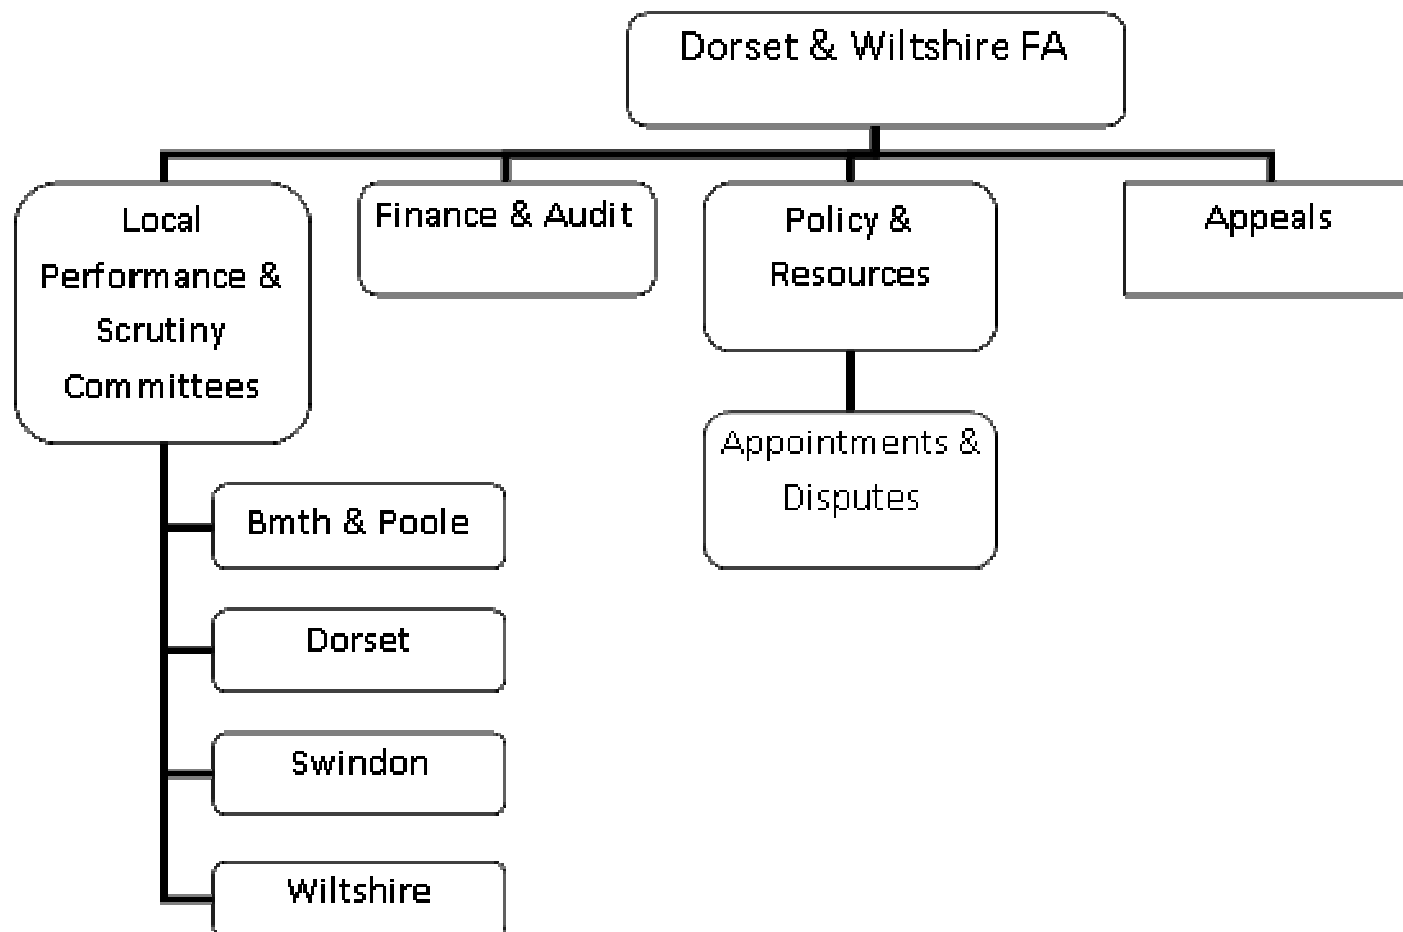 Dorset & Wiltshire FA
Local
Performance &
Scrutiny
Committees
Finance & Audit
Policy &
Resources
Appeals
Appointments &
Disputes
Bmth & Poole
Dorset
Swindon
Wiltshire